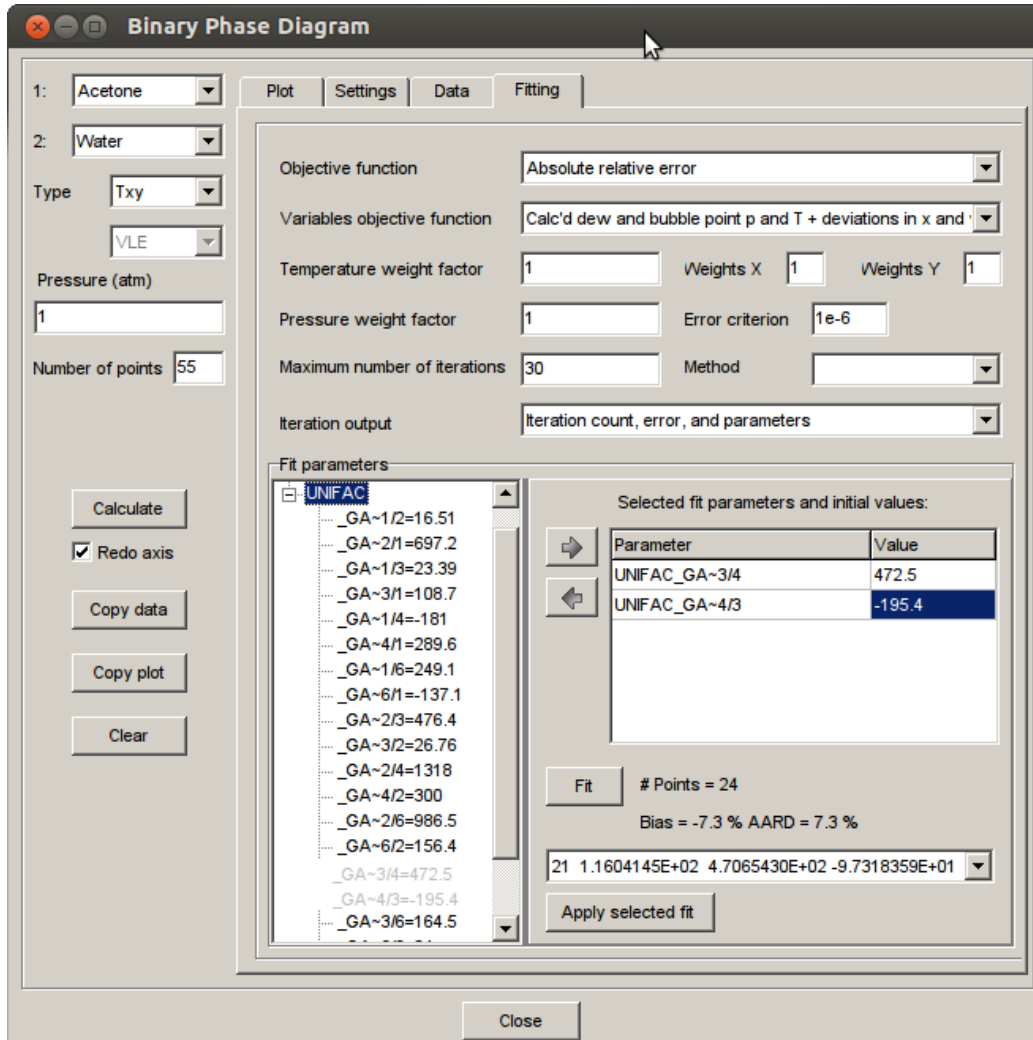 Binary Phase Diagram
1: Acetone
2: Water
Type Txy
VLE
Pressure (atm)
1
Number of points 55
Calculate
Redo axis
Copy data
Copy plot
Clear
Plot Settings Data Fitting
Objective function Absolute relative error
Variables objective function Calc'd dew and bubble point p and T + deviations in x and
Temperature weight factor 1 Weights X 1 Weights Y 1
Pressure weight factor 1 Error criterion 1e-6
Maximum number of iterations 30 Method
Iteration output Iteration count, error, and parameters
Fit parameters
UNIFAC
_GA~1/2=16.51
_GA~2/1=697.2
_GA~1/3=23.39
_GA~3/1=108.7
_GA~1/4=-181
_GA~4/1=289.6
_GA~1/6=249.1
_GA~6/1=-137.1
_GA~2/3=476.4
_GA~3/2=26.76
_GA~2/4=1318
_GA~4/2=300
_GA~2/6=986.5
_GA~6/2=156.4
_GA~3/4=472.5
_GA~4/3=-195.4
_GA~3/6=164.5
Selected fit parameters and initial values:
Parameter Value
UNIFAC_GA~3/4 472.5
UNIFAC_GA~4/3 -195.4
Fit # Points = 24
Bias = -7.3 % AARD = 7.3 %
21 1.1604145E+02 4.7065430E+02 -9.7318359E+01
Apply selected fit
Close